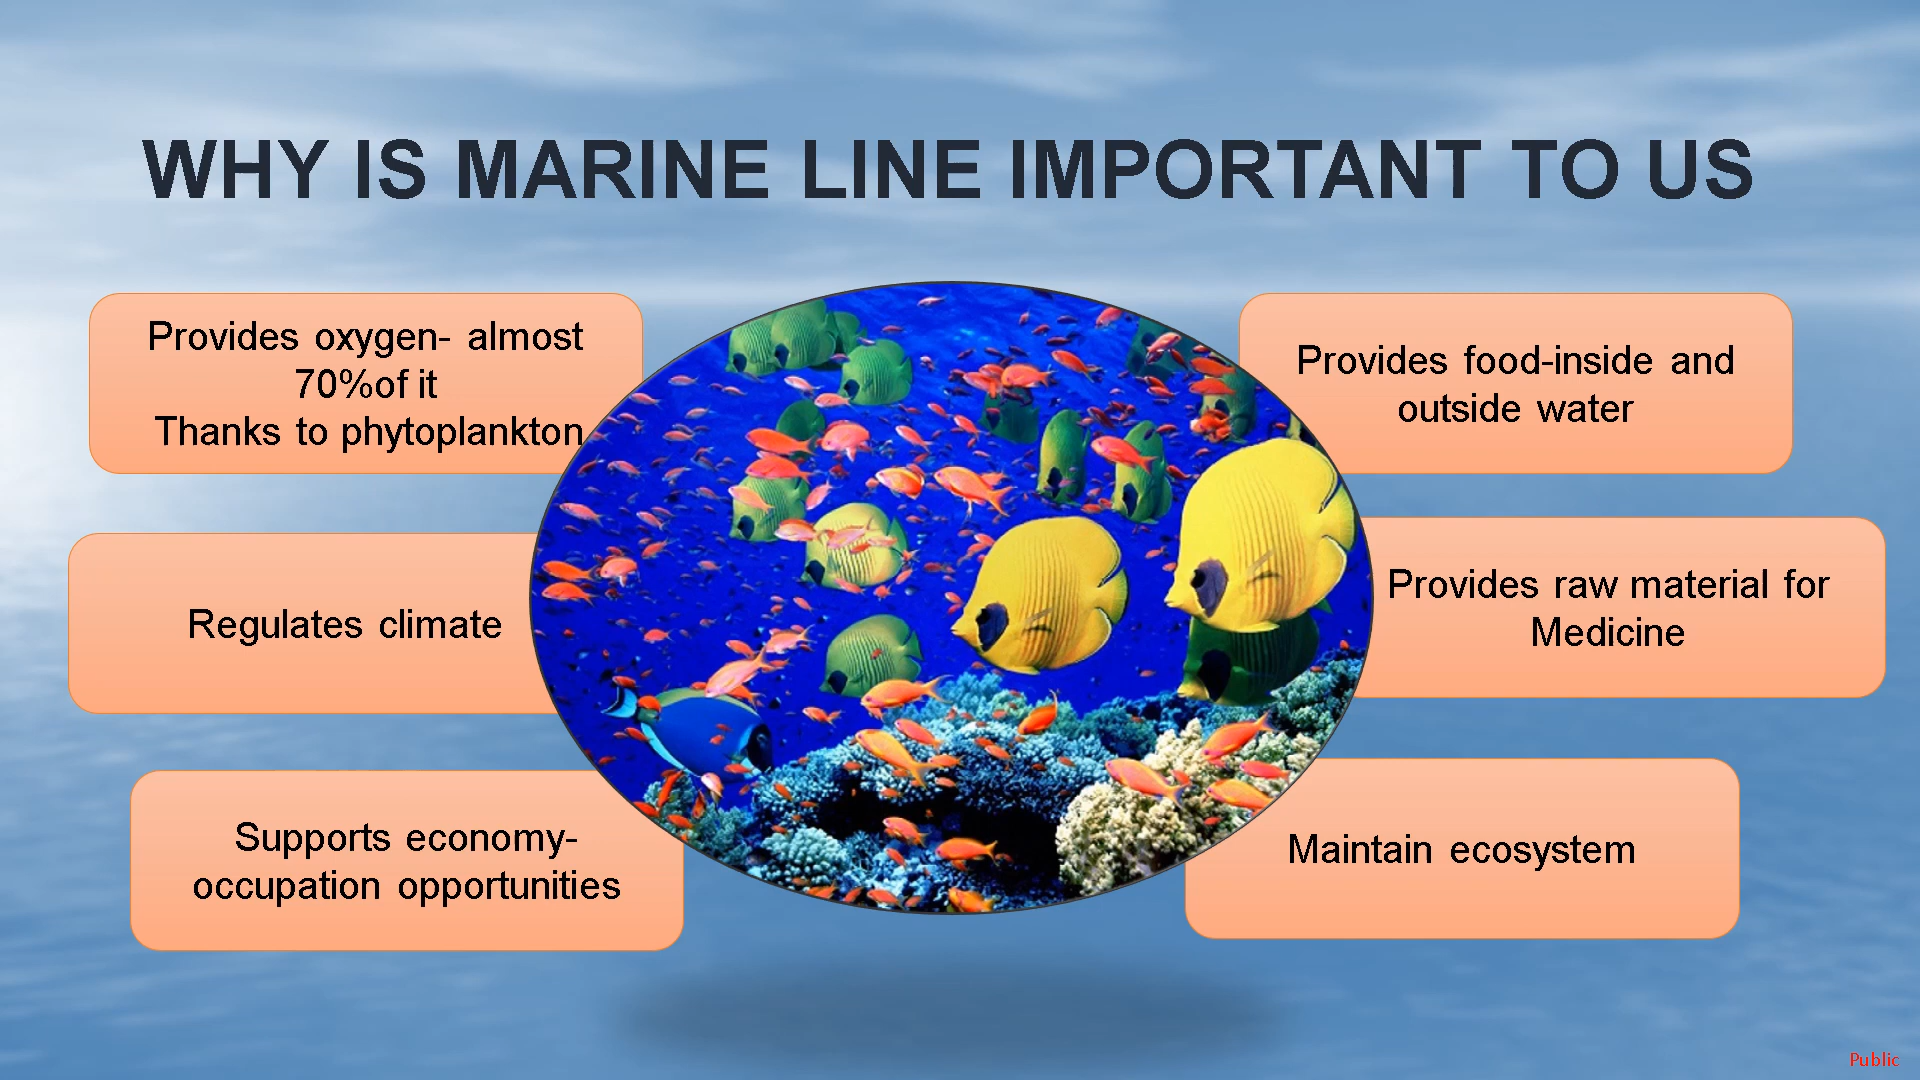 WHY IS MARINE LINE IMPORTANT TO US
Provides oxygen- almost
70%of it
Thanks to phytoplankton
Regulates climate
Supports economy-
occupation opportunities
Provides food-inside and
outside water
Provides raw material for
Medicine
Maintain ecosystem
Public